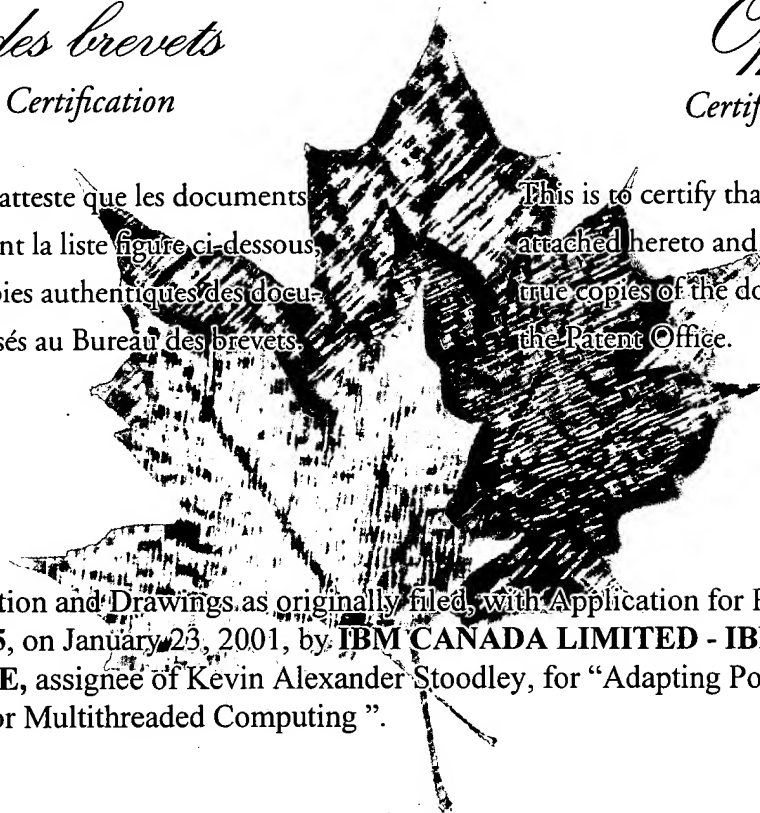 des brevets
Certification
atteste que les documents
nt la liste figure ci-dessous,
pies authentiques des docu-
sés au Bureau des brevets.
Certif
This is to certify tha
attached hereto and
true copies of the do
the Patent Office.
tion and Drawings as originally filed, with Application for
5, on January 23, 2001, by IBM CANADA LIMITED - IB
E, assignee of Kevin Alexander Stoodley, for “Adapting Po
or Multithreaded Computing ”.